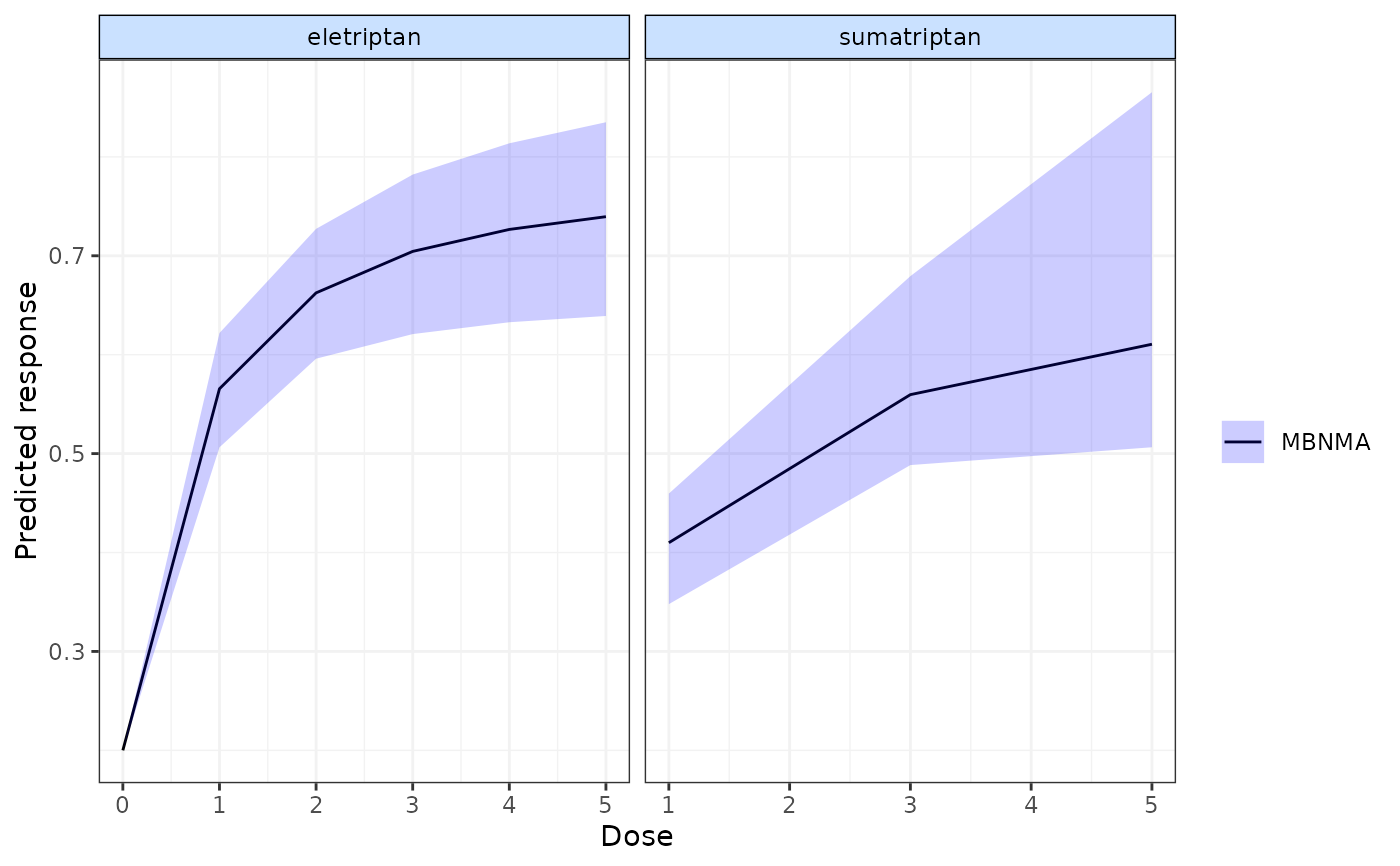 eletriptan
sumatriptan
Predicted response
0.7
0.5
0.3
0 1 2 3 4 5
1 2 3 4 5
Dose
MBNMA